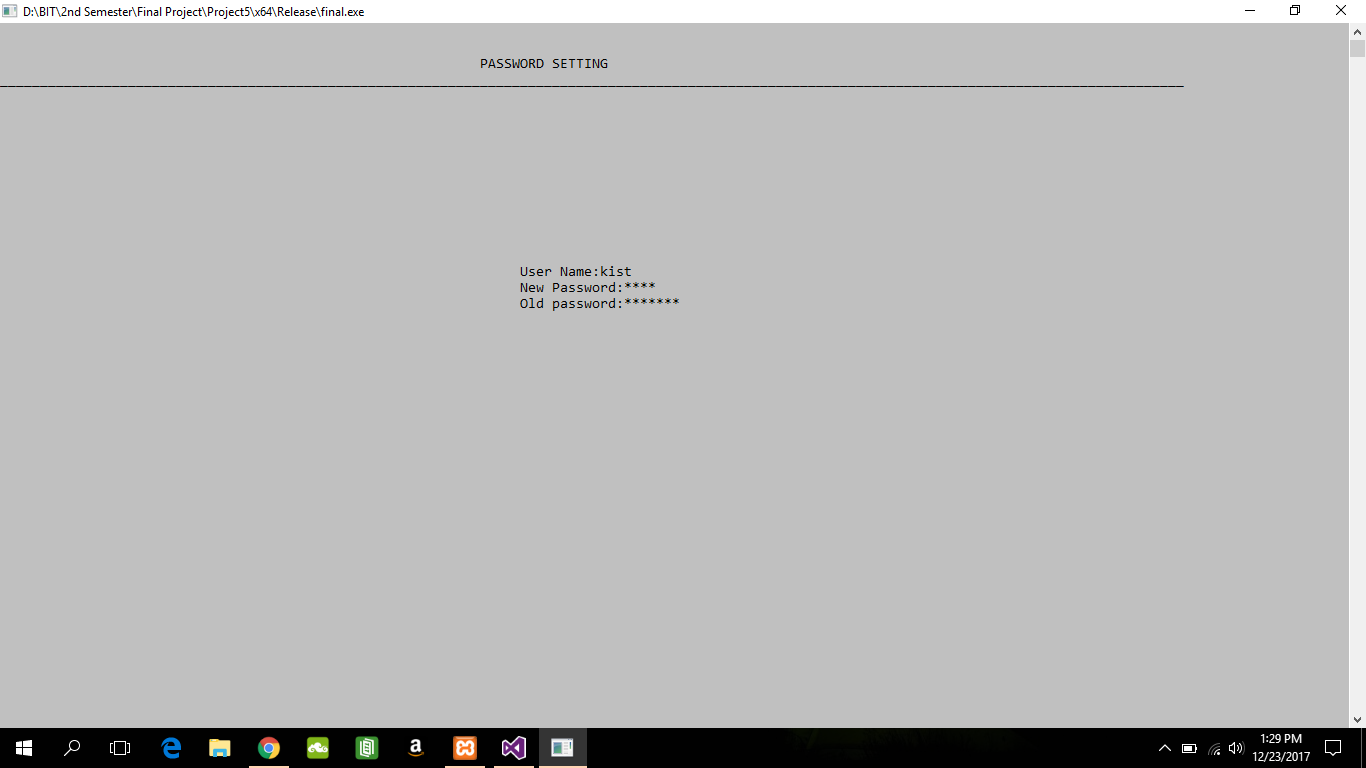 D:\BIT\2nd Semester\Final Project\Project5\x64\Release\final.exe
PASSWORD SETTING
User Name:kist
New Password:****
Old password:*******
1:29 PM
12/23/2017